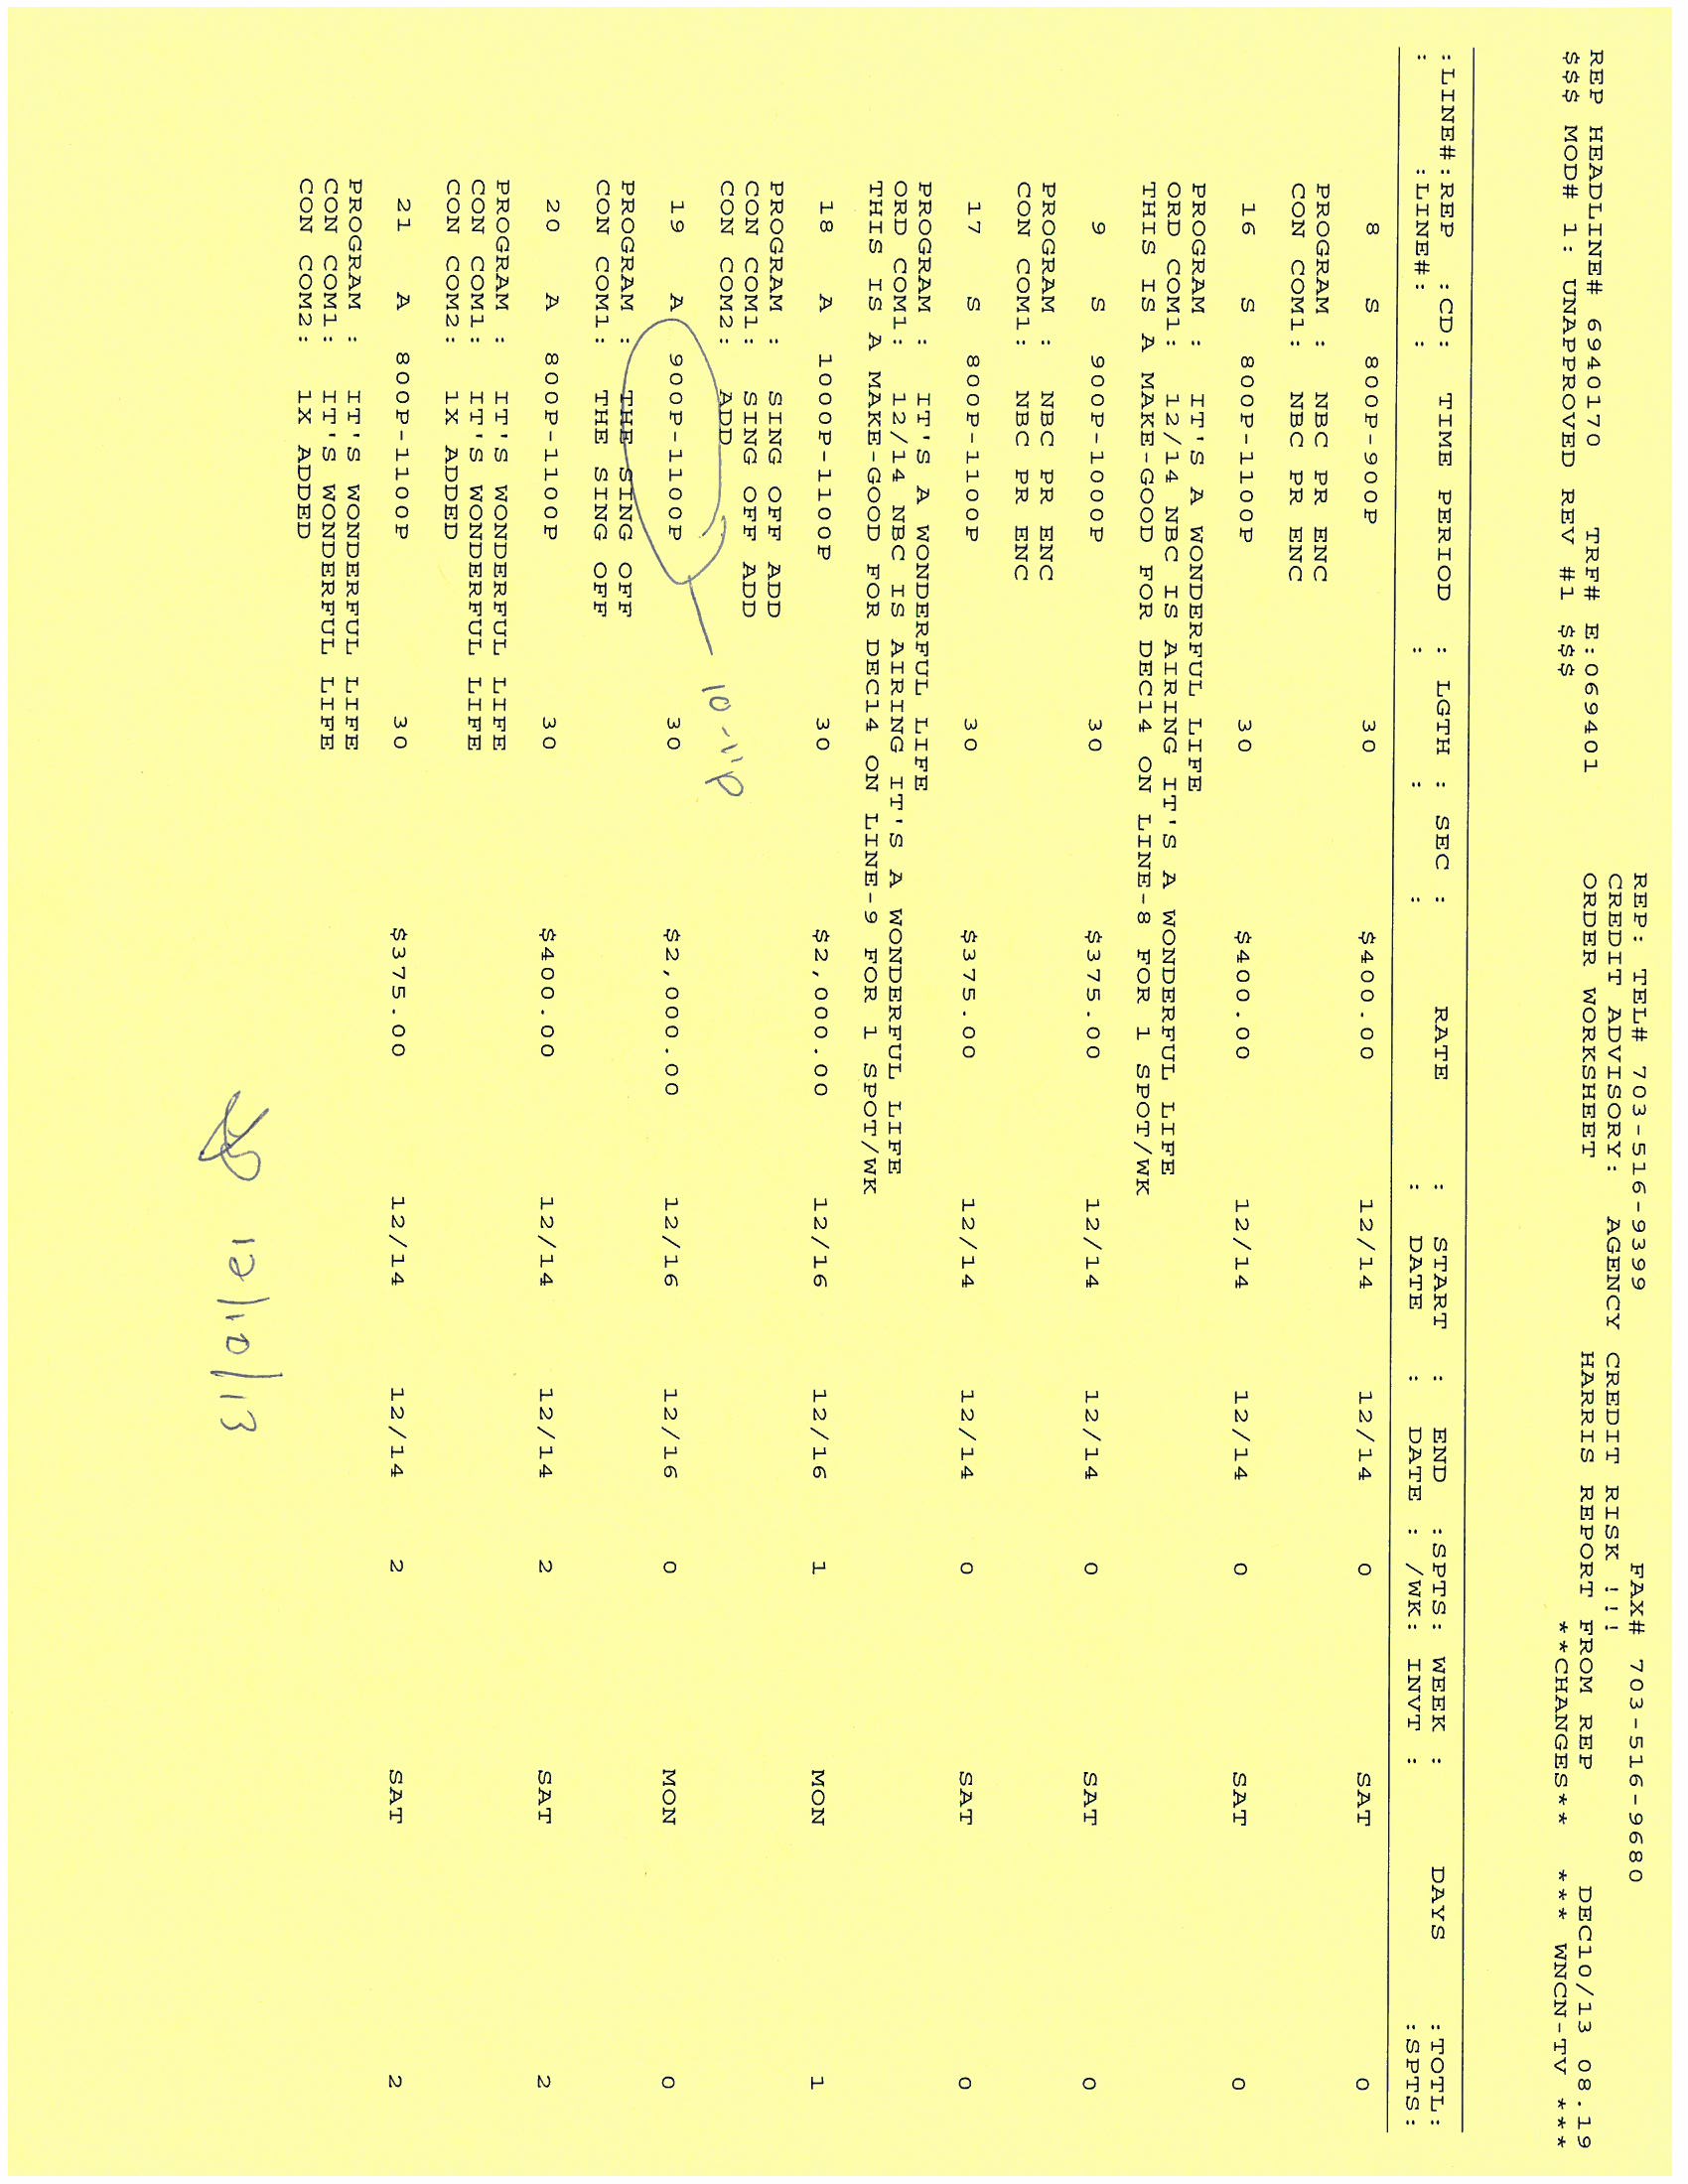 REP: TEL# 703-516-9399 FAX# 703-516-9680
CREDIT ADVISORY: AGENCY CREDIT RISK !!!
REP HEADLINE# 6940170 TRF# E:069401 ORDER WORKSHEET HARRIS REPORT FROM REP DEC10/13 08.19
$$$ MOD# 1: UNAPPROVED REV #1 $$$ **CHANGES** *** WNCN-TV ***
:LINE#:REP :CD: TIME PERIOD : LGTH : SEC : RATE : START : END :SPTS: WEEK : DAYS :TOTL:
: :LINE#: : : : : DATE : DATE : /WK: INVT : :SPTS:
8 S 800P-900P 30 $400.00 12/14 12/14 0 SAT 0
PROGRAM : NBC PR ENC
CON COM1: NBC PR ENC
16 S 800P-1100P 30 $400.00 12/14 12/14 0 SAT 0
PROGRAM : IT'S A WONDERFUL LIFE
ORD COM1: 12/14 NBC IS AIRING IT'S A WONDERFUL LIFE
THIS IS A MAKE-GOOD FOR DEC14 ON LINE-8 FOR 1 SPOT/WK
9 S 900P-1000P 30 $375.00 12/14 12/14 0 SAT 0
PROGRAM : NBC PR ENC
CON COM1: NBC PR ENC
17 S 800P-1100P 30 $375.00 12/14 12/14 0 SAT 0
PROGRAM : IT'S A WONDERFUL LIFE
ORD COM1: 12/14 NBC IS AIRING IT'S A WONDERFUL LIFE
THIS IS A MAKE-GOOD FOR DEC14 ON LINE-9 FOR 1 SPOT/WK
18 A 1000P-1100P 30 $2,000.00 12/16 12/16 1 MON 1
PROGRAM : SING OFF ADD
CON COM1: SING OFF ADD
CON COM2: ADD
10-11p
19 A 900P-1100P 30 $2,000.00 12/16 12/16 0 MON 0
PROGRAM : THE SING OFF
CON COM1: THE SING OFF
20 A 800P-1100P 30 $400.00 12/14 12/14 2 SAT 2
PROGRAM : IT'S WONDERFUL LIFE
CON COM1: IT'S WONDERFUL LIFE
CON COM2: 1X ADDED
21 A 800P-1100P 30 $375.00 12/14 12/14 2 SAT 2
PROGRAM : IT'S WONDERFUL LIFE
CON COM1: IT'S WONDERFUL LIFE
CON COM2: 1X ADDED
12/10/13